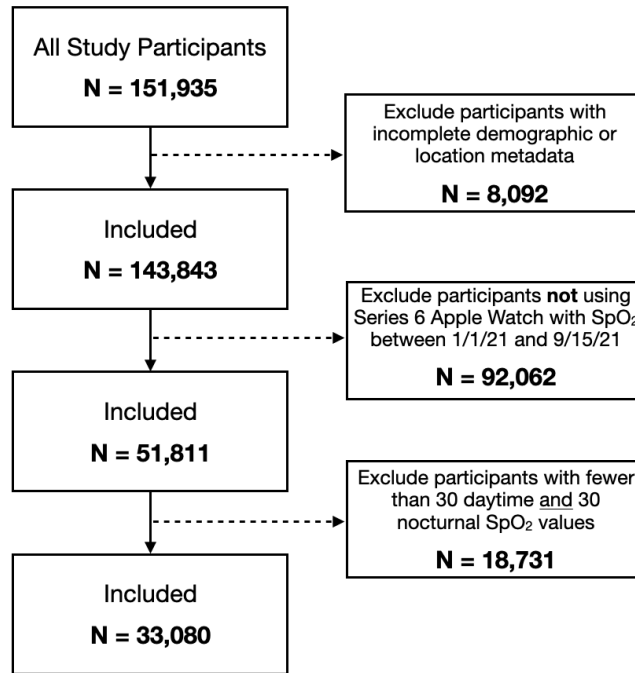 All Study Participants
N = 151,935
Exclude participants with
incomplete demographic or
location metadata
N = 8,092
Included
N = 143,843
Exclude participants not using
Series 6 Apple Watch with SpO₂
between 1/1/21 and 9/15/21
N = 92,062
Included
N = 51,811
Exclude participants with fewer
than 30 daytime and 30
nocturnal SpO₂ values
N = 18,731
Included
N = 33,080